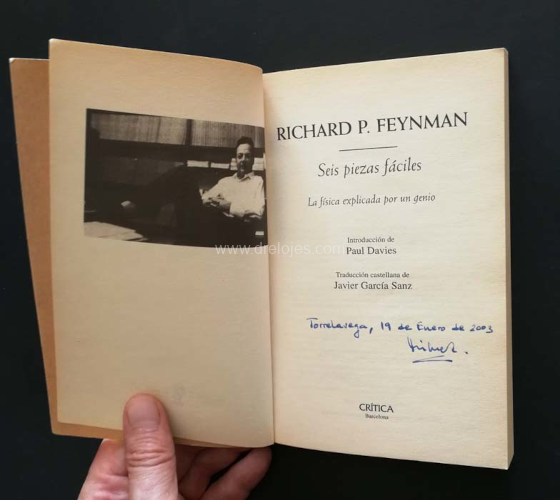 RICHARD P. FEYNMAN
Seis piezas fáciles
La física explicada por un genio
Introducción de
Paul Davies
Traducción castellana de
Javier García Sanz
Torrelavega, 19 de Enero de 2003
CRÍTICA
Barcelona
www.drelojes.com